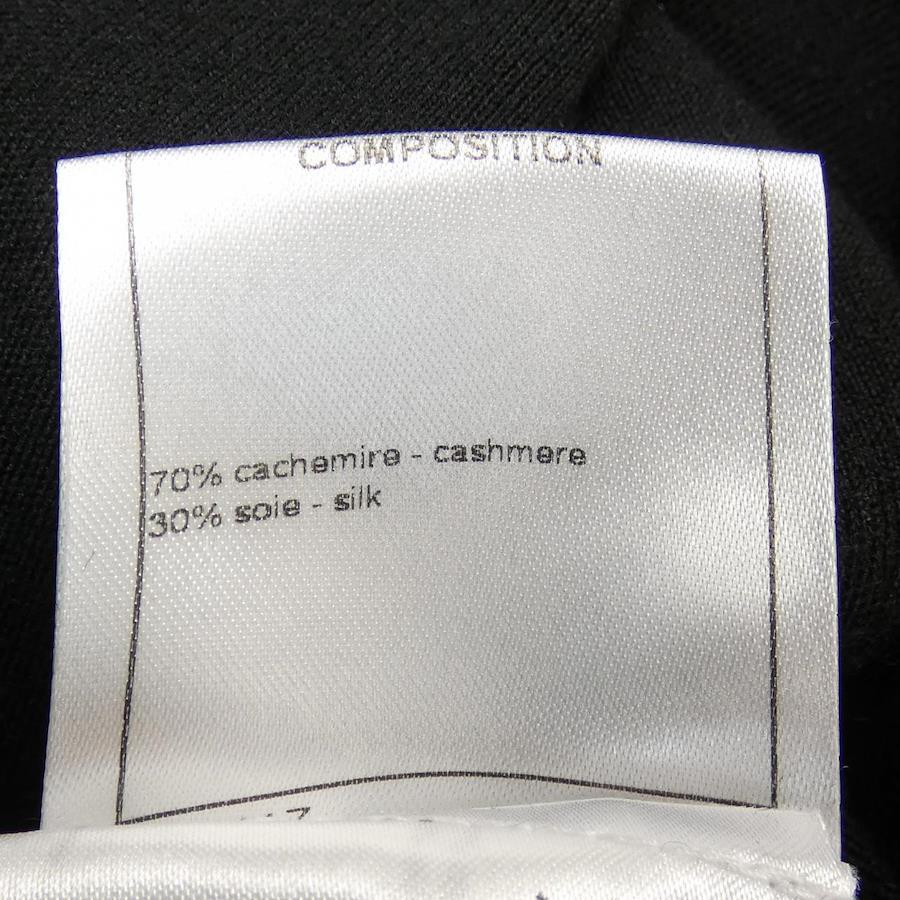 COMPOSITION
70% cachemire - cashmere
30% soie - silk